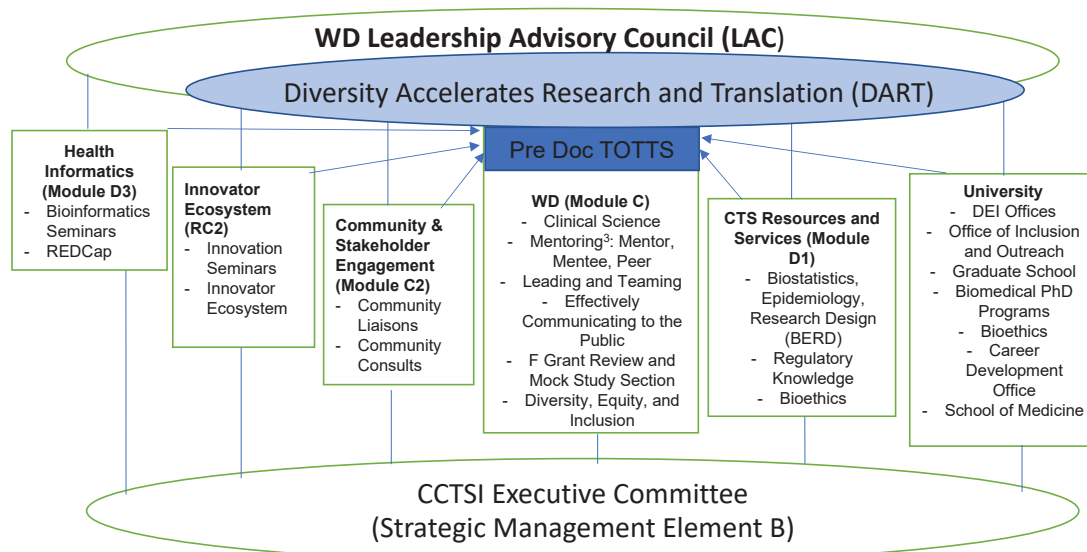 WD Leadership Advisory Council (LAC)
Diversity Accelerates Research and Translation (DART)
Pre Doc TOTTS
Health
Informatics
(Module D3)
- Bioinformatics
Seminars
- REDCap
Innovator
Ecosystem
(RC2)
- Innovation
Seminars
- Innovator
Ecosystem
Community &
Stakeholder
Engagement
(Module C2)
- Community
Liaisons
- Community
Consults
WD (Module C)
- Clinical Science
- Mentoring³: Mentor,
Mentee, Peer
- Leading and Teaming
- Effectively
Communicating to the
Public
- F Grant Review and
Mock Study Section
- Diversity, Equity, and
Inclusion
CTS Resources and
Services (Module
D1)
- Biostatistics,
Epidemiology,
Research Design
(BERD)
- Regulatory
Knowledge
- Bioethics
University
- DEI Offices
- Office of Inclusion
and Outreach
- Graduate School
- Biomedical PhD
Programs
- Bioethics
- Career
Development
Office
- School of Medicine
CCTSI Executive Committee
(Strategic Management Element B)